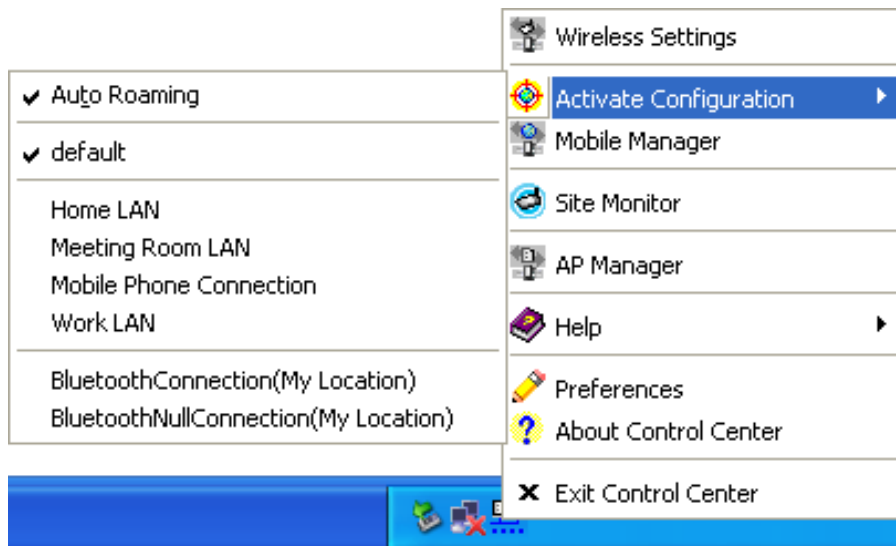 Wireless Settings
Activate Configuration
Mobile Manager
Site Monitor
AP Manager
Help
Preferences
About Control Center
Exit Control Center
Auto Roaming
default
Home LAN
Meeting Room LAN
Mobile Phone Connection
Work LAN
BluetoothConnection(My Location)
BluetoothNullConnection(My Location)